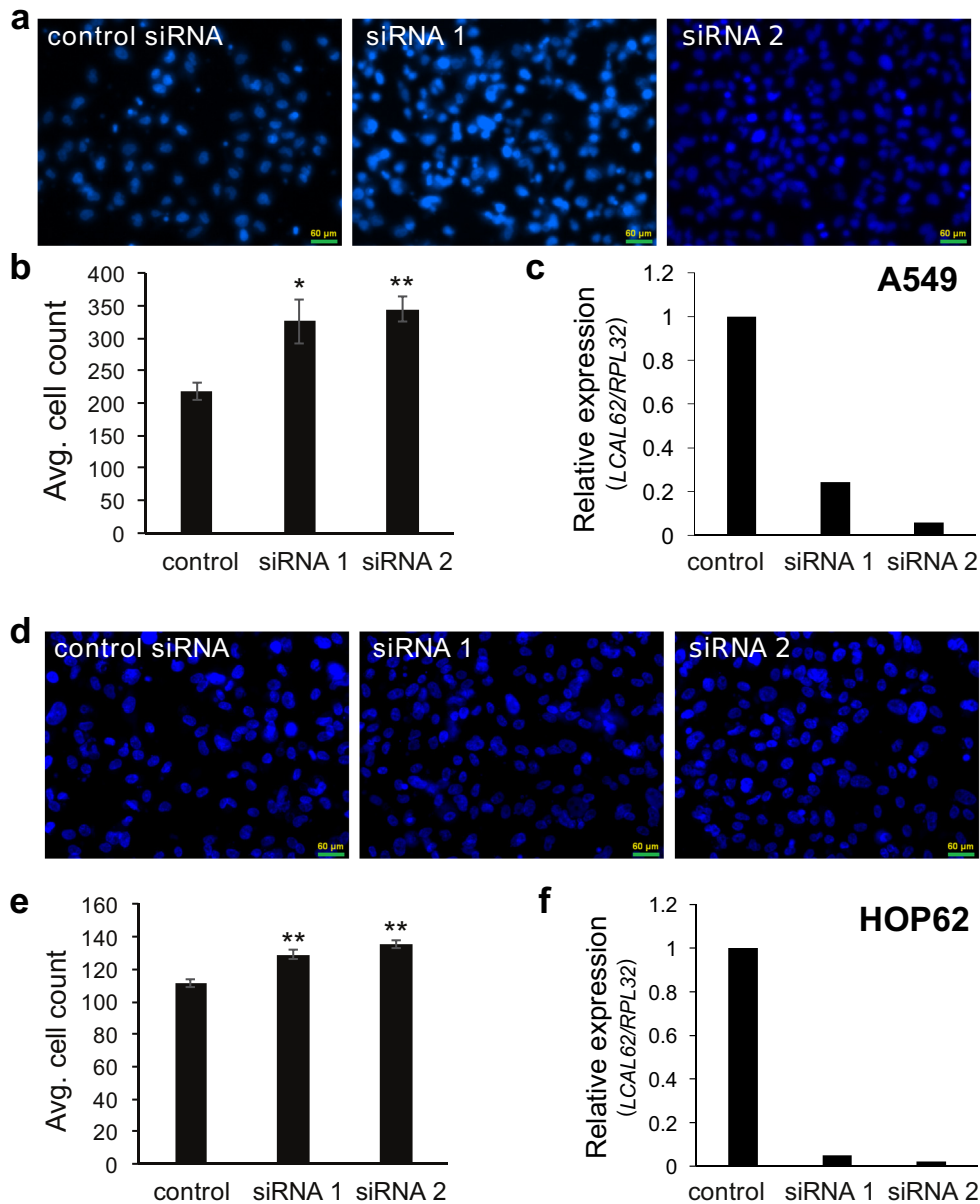 a
control siRNA
siRNA 1
siRNA 2
60 µm
60 µm
60 µm
b
Avg. cell count
400
350
300
250
200
150
100
50
0
*
**
control
siRNA 1
siRNA 2
c
A549
Relative expression
(LCAL62/RPL32)
1.2
1
0.8
0.6
0.4
0.2
0
control
siRNA 1
siRNA 2
d
control siRNA
siRNA 1
siRNA 2
60 µm
60 µm
60 µm
e
Avg. cell count
160
140
120
100
80
60
40
20
0
**
**
control
siRNA 1
siRNA 2
f
HOP62
Relative expression
(LCAL62/RPL32)
1.2
1
0.8
0.6
0.4
0.2
0
control
siRNA 1
siRNA 2